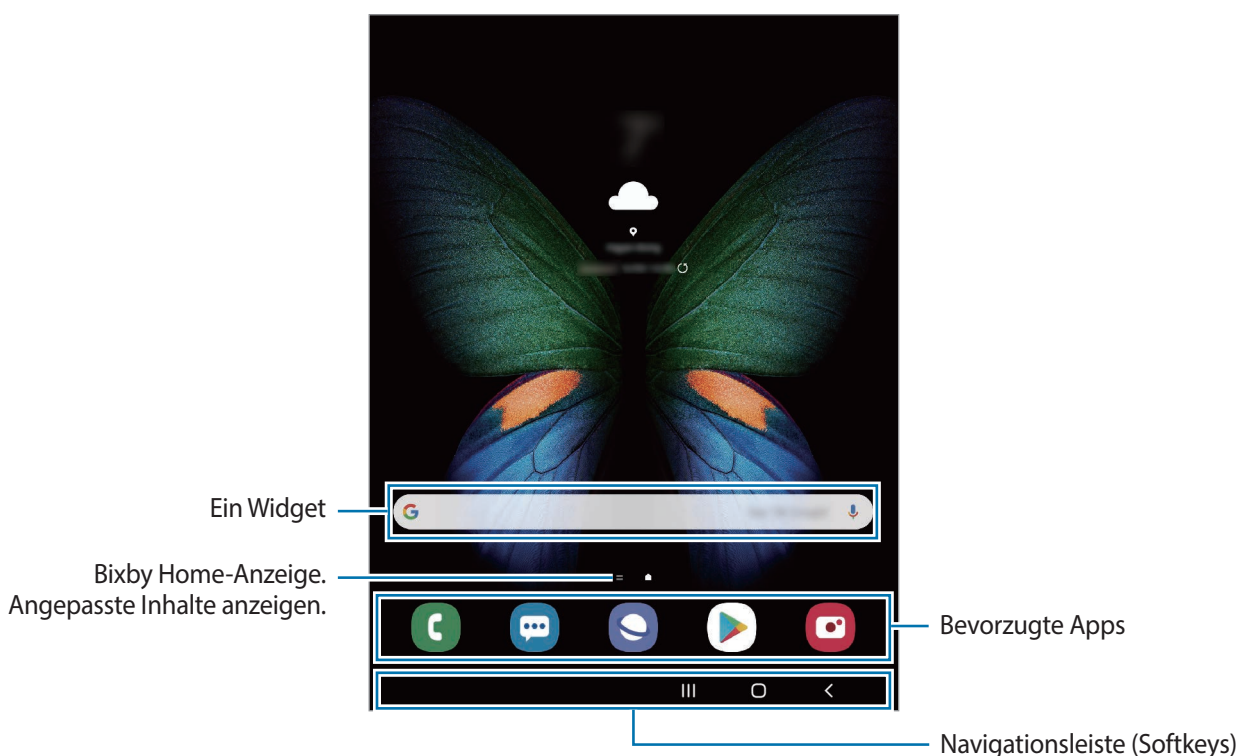 Ein Widget
Bixby Home-Anzeige.
Angepasste Inhalte anzeigen.
Bevorzugte Apps
Navigationsleiste (Softkeys)